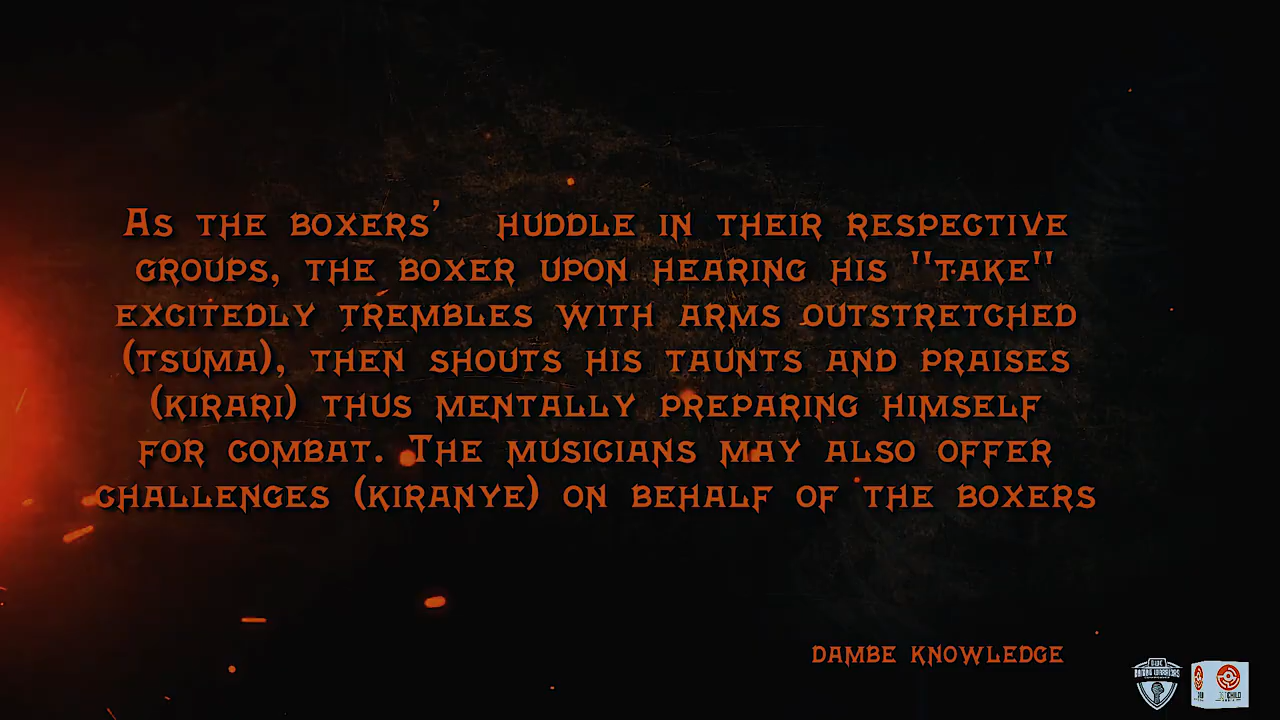 As the boxers' huddle in their respective
groups, the boxer upon hearing his "take"
excitedly trembles with arms outstretched
(tsuma), then shouts his taunts and praises
(kirari) thus mentally preparing himself
for combat. The musicians may also offer
challenges (kiranye) on behalf of the boxers
Dambe Knowledge